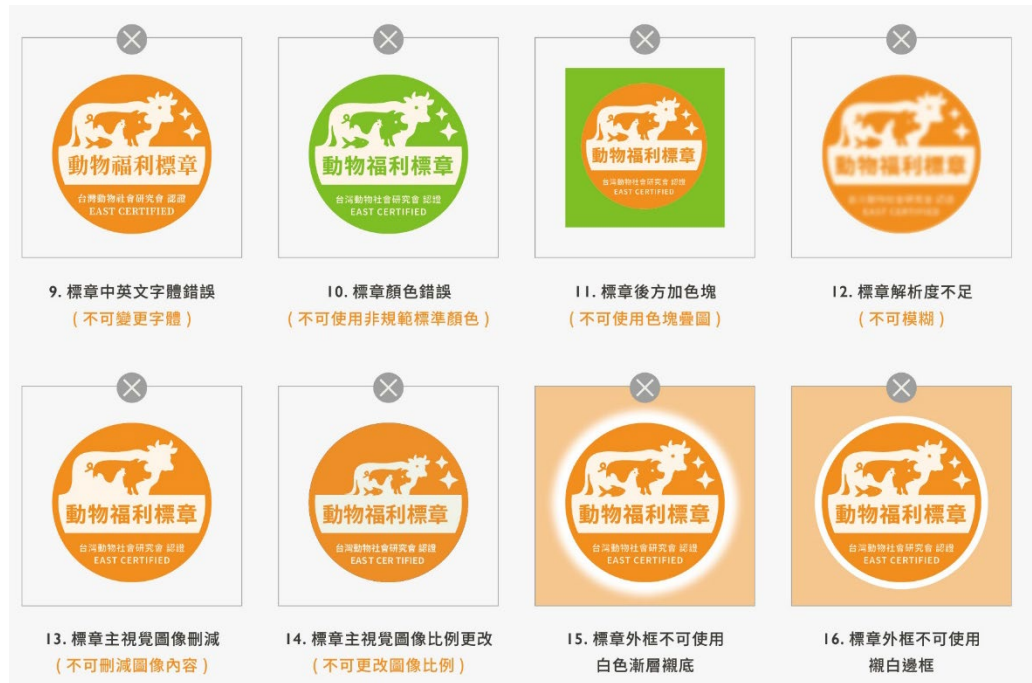 動物福利標章
台灣動物社會研究會 認證
EAST CERTIFIED
9. 標章中英文字體錯誤
(不可變更字體)
動物福利標章
台灣動物社會研究會 認證
EAST CERTIFIED
10. 標章顏色錯誤
(不可使用非規範標準顏色)
動物福利標章
台灣動物社會研究會 認證
EAST CERTIFIED
11. 標章後方加色塊
(不可使用色塊疊圖)
動物福利標章
12. 標章解析度不足
(不可模糊)
動物福利標章
台灣動物社會研究會 認證
EAST CERTIFIED
13. 標章主視覺圖像刪減
(不可刪減圖像內容)
動物福利標章
台灣動物社會研究會 認證
EAST CERTIFIED
14. 標章主視覺圖像比例更改
(不可更改圖像比例)
動物福利標章
台灣動物社會研究會 認證
EAST CERTIFIED
15. 標章外框不可使用
白色漸層襯底
動物福利標章
台灣動物社會研究會 認證
EAST CERTIFIED
16. 標章外框不可使用
襯白邊框